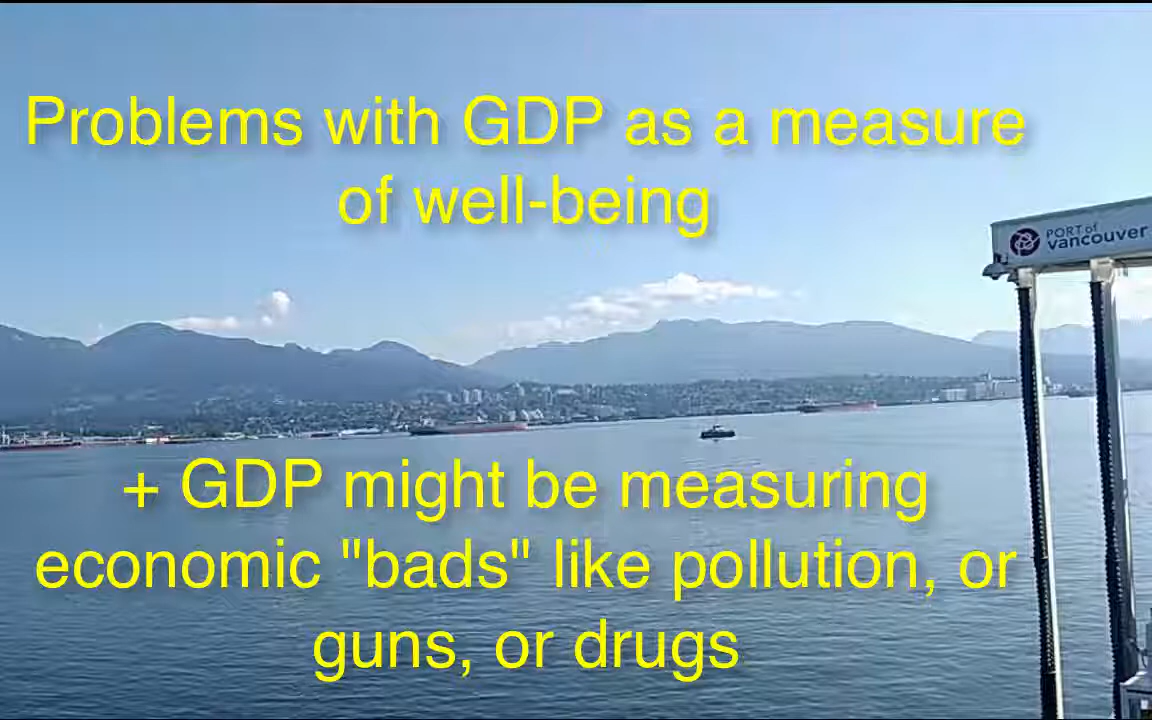 Problems with GDP as a measure
of well-being
PORT of
vancouver
+ GDP might be measuring
economic "bads" like pollution, or
guns, or drugs